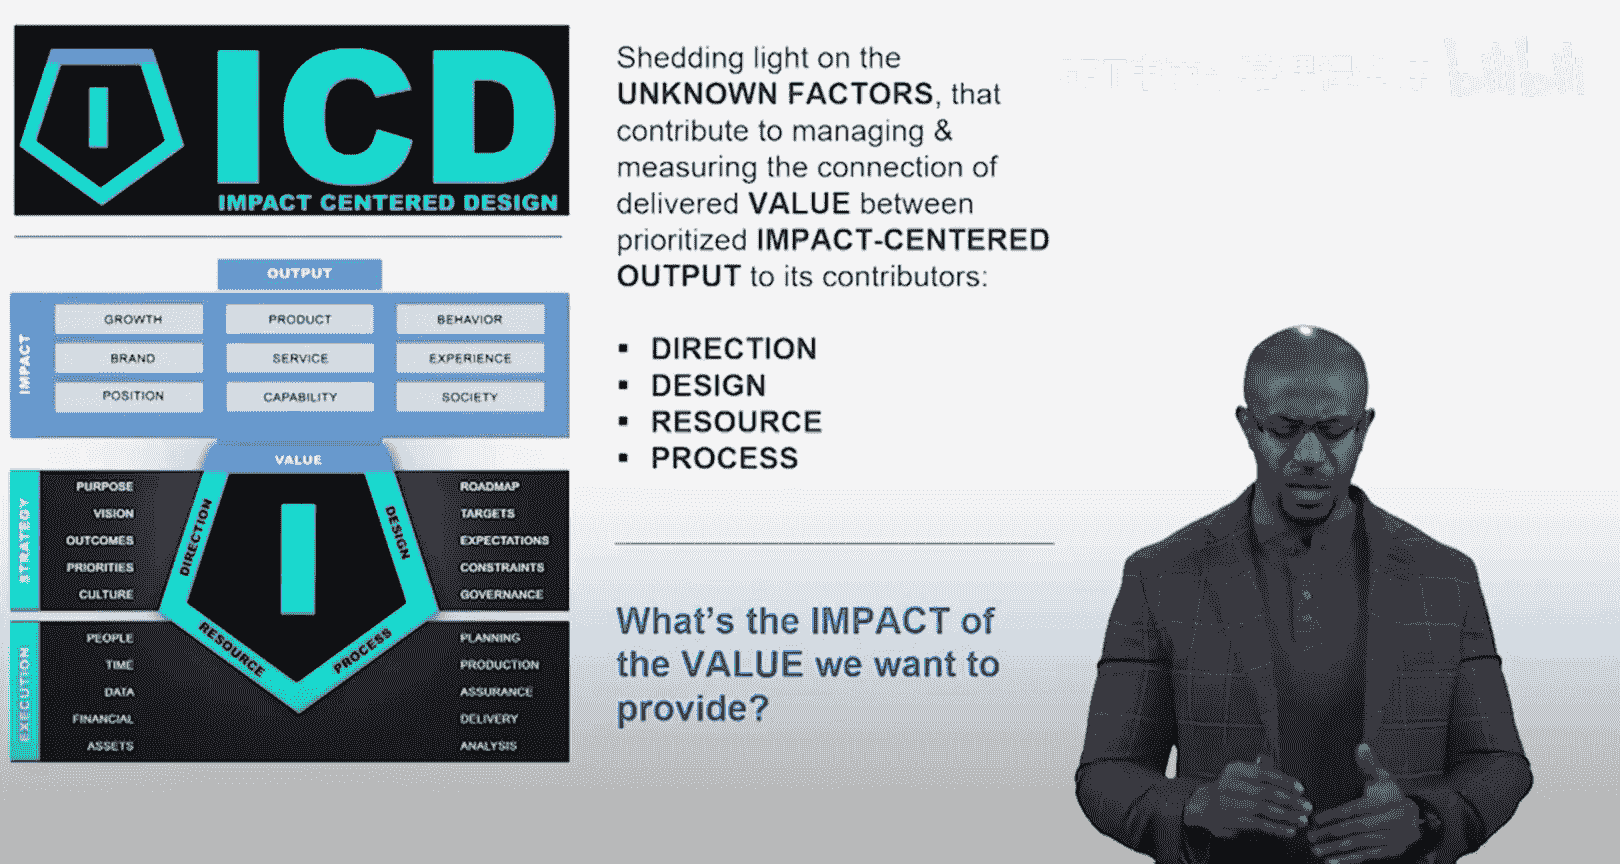 I ICD
IMPACT CENTERED DESIGN
OUTPUT
IMPACT
GROWTH PRODUCT BEHAVIOR
BRAND SERVICE EXPERIENCE
POSITION CAPABILITY SOCIETY
VALUE
STRATEGY
PURPOSE
VISION
OUTCOMES
PRIORITIES
CULTURE
DIRECTION
I
DESIGN
ROADMAP
TARGETS
EXPECTATIONS
CONSTRAINTS
GOVERNANCE
EXECUTION
PEOPLE
TIME
DATA
FINANCIAL
ASSETS
RESOURCE
PROCESS
PLANNING
PRODUCTION
ASSURANCE
DELIVERY
ANALYSIS
Shedding light on the
UNKNOWN FACTORS, that
contribute to managing &
measuring the connection of
delivered VALUE between
prioritized IMPACT-CENTERED
OUTPUT to its contributors:
▪ DIRECTION
▪ DESIGN
▪ RESOURCE
▪ PROCESS
What's the IMPACT of
the VALUE we want to
provide?
bilibili